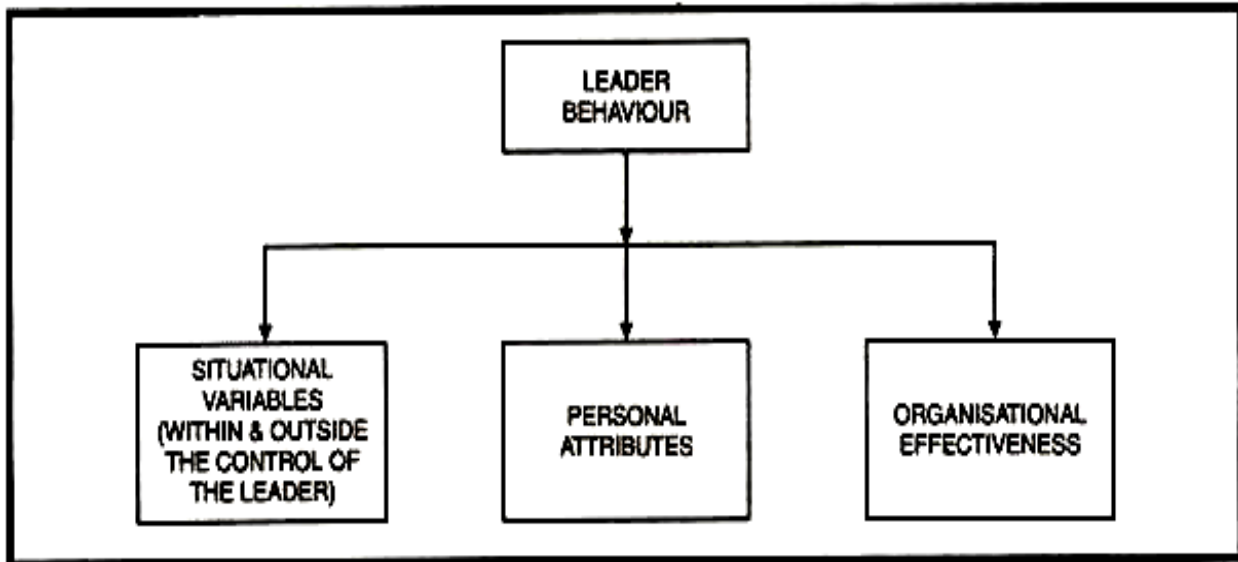 LEADER
BEHAVIOUR
SITUATIONAL
VARIABLES
(WITHIN & OUTSIDE
THE CONTROL OF
THE LEADER)
PERSONAL
ATTRIBUTES
ORGANISATIONAL
EFFECTIVENESS